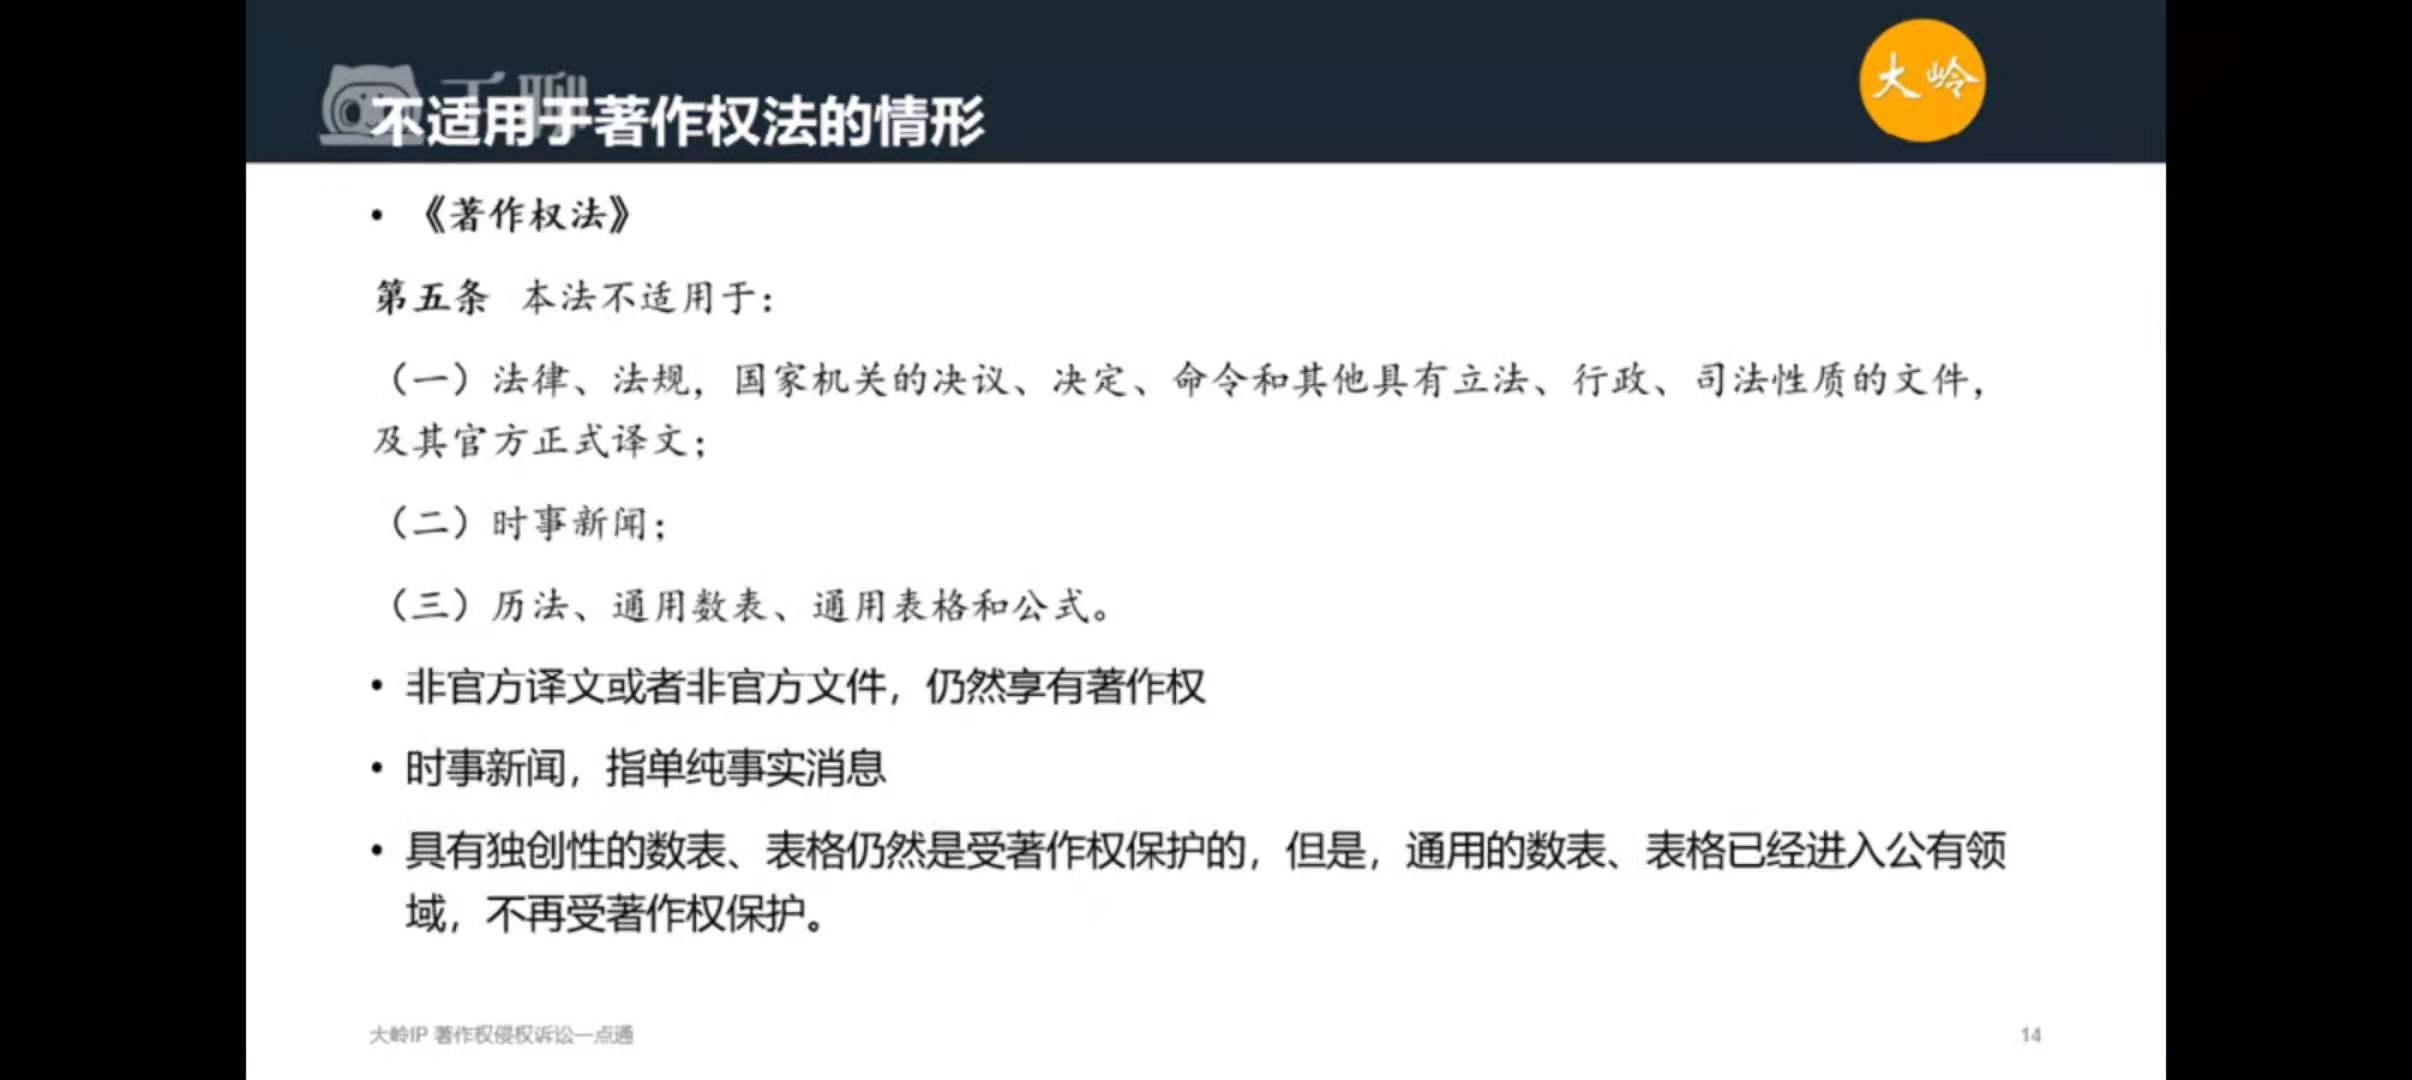 千聊
大岭
不适用于著作权法的情形
• 《著作权法》
第五条 本法不适用于：
（一）法律、法规，国家机关的决议、决定、命令和其他具有立法、行政、司法性质的文件，
及其官方正式译文；
（二）时事新闻；
（三）历法、通用数表、通用表格和公式。
• 非官方译文或者非官方文件，仍然享有著作权
• 时事新闻，指单纯事实消息
• 具有独创性的数表、表格仍然是受著作权保护的，但是，通用的数表、表格已经进入公有领
域，不再受著作权保护。
大岭IP 著作权侵权诉讼一点通
14